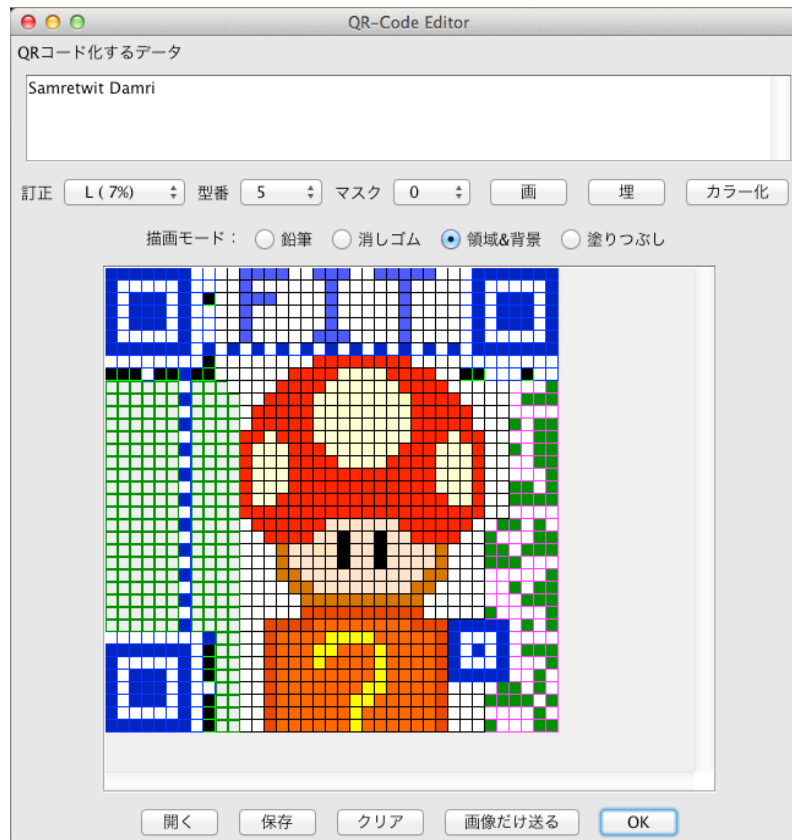 QR-Code Editor
QRコード化するデータ
Samretwit Damri
訂正 L ( 7%) 型番 5 マスク 0 画 埋 カラー化
描画モード： 鉛筆 消しゴム 領域&背景 塗りつぶし
FIT
?
開く 保存 クリア 画像だけ送る OK